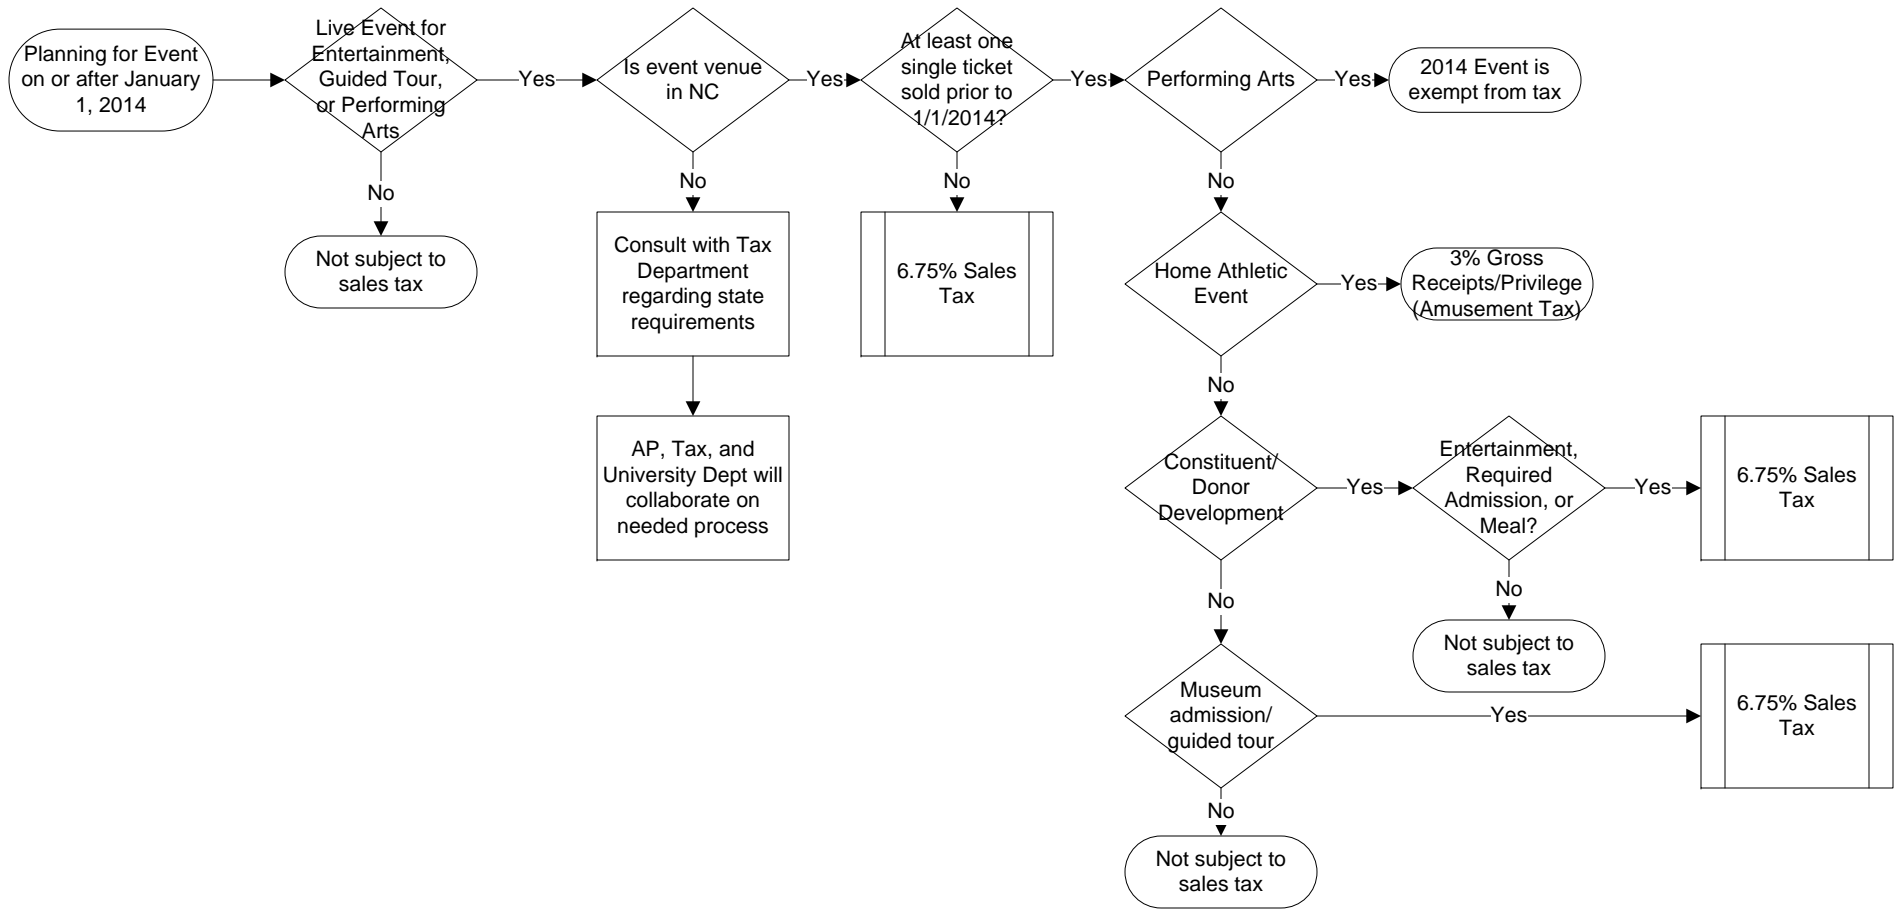 Planning for Event
on or after January
1, 2014
Live Event for
Entertainment,
Guided Tour,
or Performing
Arts
Yes
Is event venue
in NC
Yes
At least one
single ticket
sold prior to
1/1/2014?
Yes
Performing Arts
Yes
2014 Event is
exempt from tax
No
Not subject to
sales tax
No
Consult with Tax
Department
regarding state
requirements
AP, Tax, and
University Dept will
collaborate on
needed process
No
6.75% Sales
Tax
No
Home Athletic
Event
Yes
3% Gross
Receipts/Privilege
(Amusement Tax)
No
Constituent/
Donor
Development
Yes
Entertainment,
Required
Admission, or
Meal?
Yes
6.75% Sales
Tax
No
Not subject to
sales tax
No
Museum
admission/
guided tour
Yes
6.75% Sales
Tax
No
Not subject to
sales tax